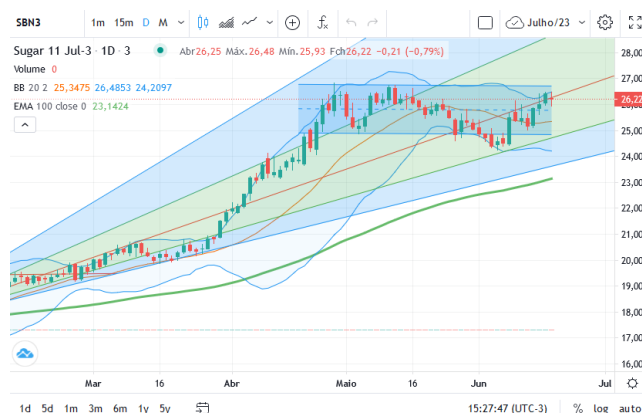 SBN3 1m 15m D M Julho/23
Sugar 11 Jul-3 · 1D · 3 Abr26,25 Máx.26,48 Mín.25,93 Fch26,22 −0,21 (−0,79%)
Volume 0
BB 20 2 25,3475 26,4853 24,2097
EMA 100 close 0 23,1424
28,00
27,00
26,22
25,00
24,00
23,00
22,00
21,00
20,00
19,00
18,00
17,00
16,00
Mar 16 Abr Maio 16 Jun Jul
1d 5d 1m 3m 6m 1y 5y 15:27:47 (UTC-3) % log auto